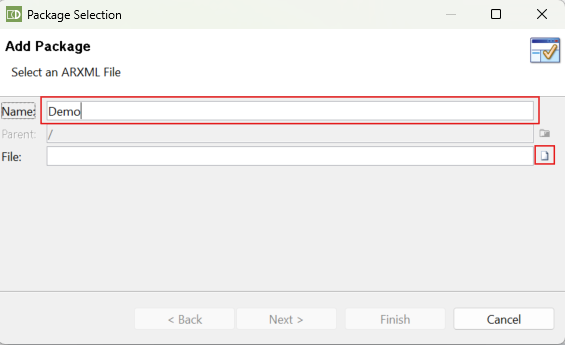 Package Selection
Add Package
Select an ARXML File
Name: Demo
Parent: /
File:
< Back Next > Finish Cancel